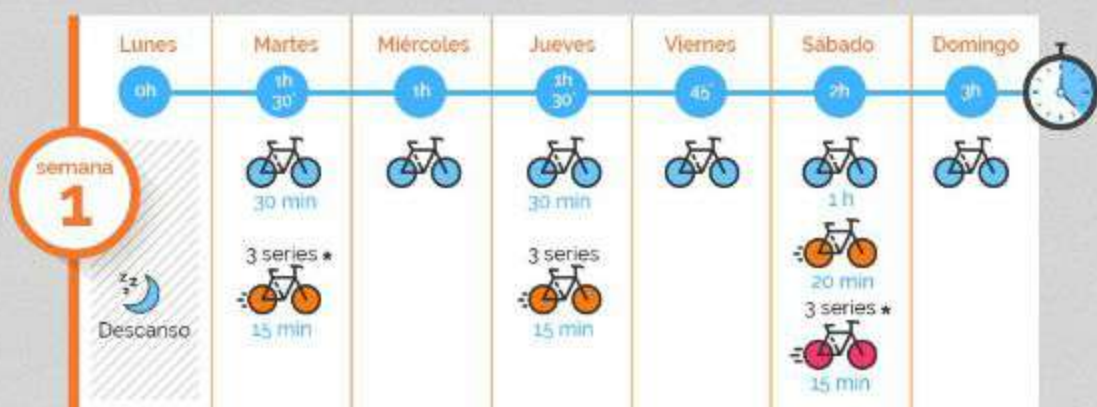 Lunes
Martes
Miércoles
Jueves
Viernes
Sábado
Domingo
0h
1h
30'
1h
1h
30'
45'
2h
3h
semana
1
zzz
Descanso
30 min
3 series *
15 min
30 min
3 series
15 min
1 h
20 min
3 series *
15 min